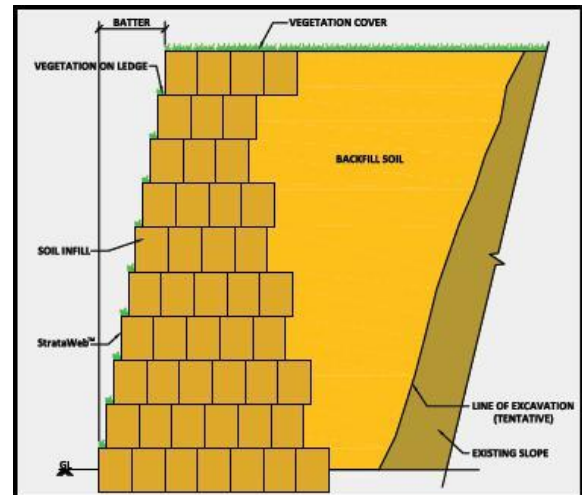 BATTER
VEGETATION COVER
VEGETATION ON LEDGE
BACKFILL SOIL
SOIL INFILL
StrataWeb™
LINE OF EXCAVATION
(TENTATIVE)
EXISTING SLOPE
GL